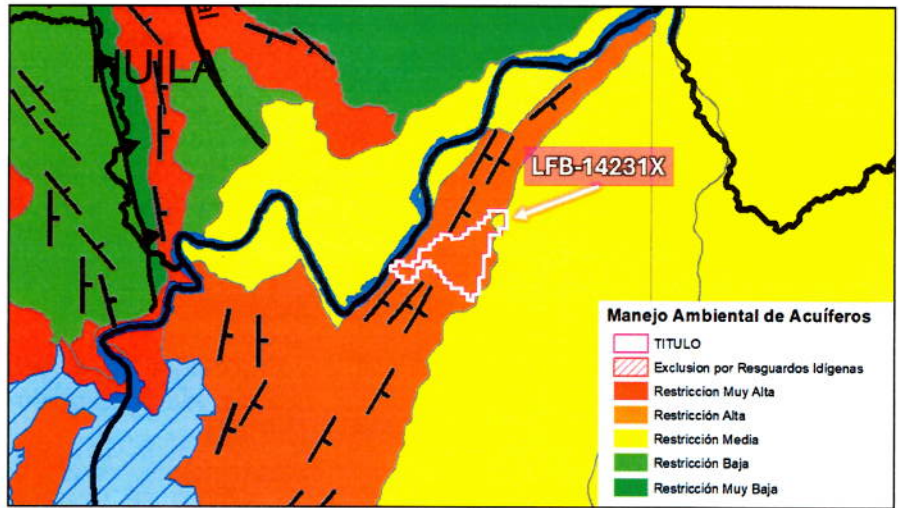 HUILA
LFB-14231X
Manejo Ambiental de Acuíferos
TITULO
Exclusion por Resguardos Idígenas
Restriccion Muy Alta
Restricción Alta
Restricción Media
Restricción Baja
Restricción Muy Baja